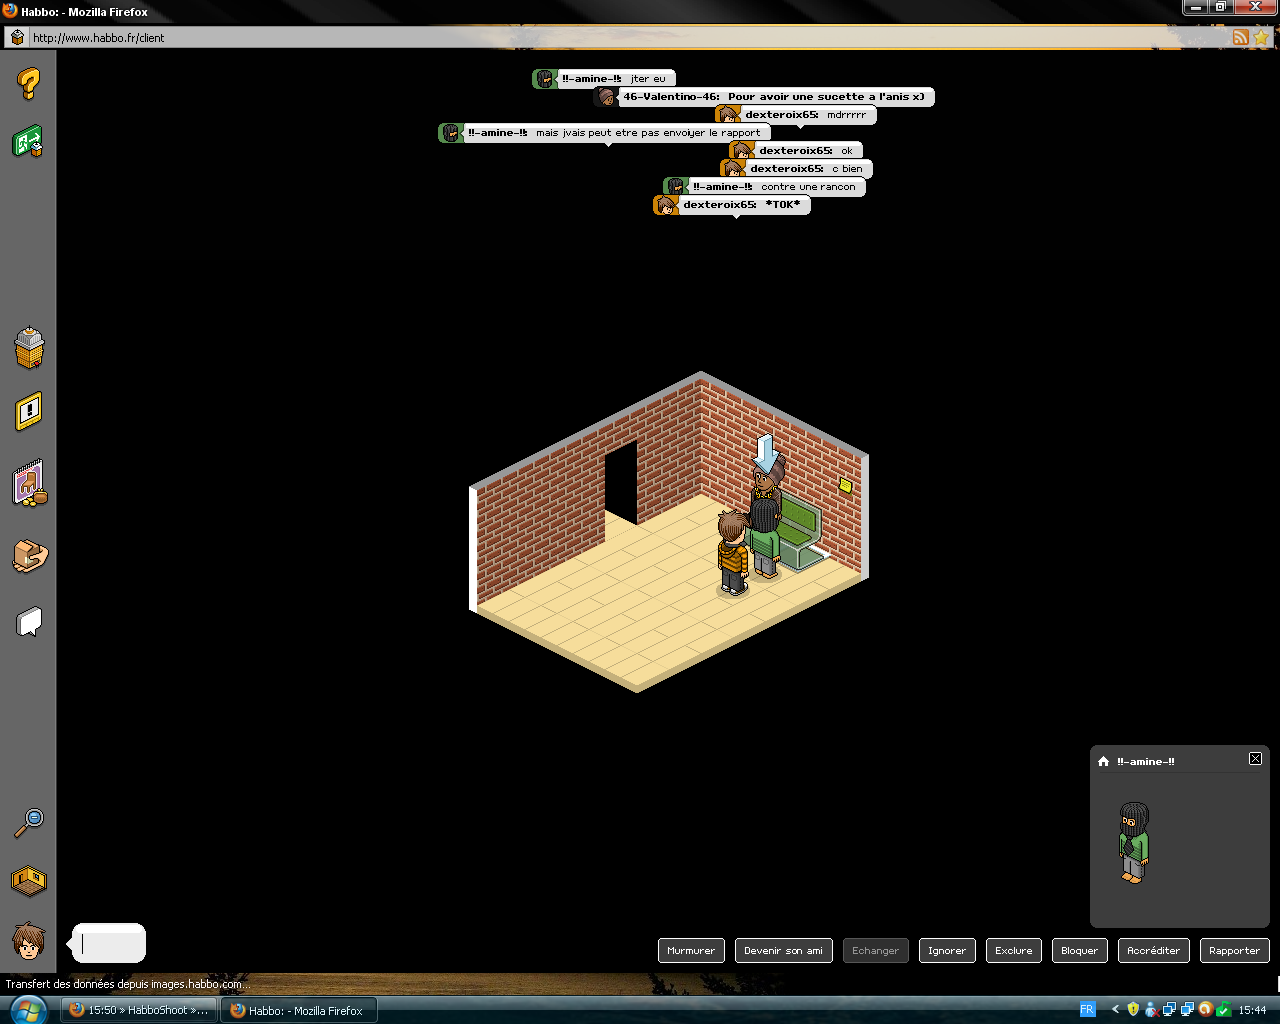 Habbo: - Mozilla Firefox
http://www.habbo.fr/client
!!-amine-!!: jter eu
46-Valentino-46: Pour avoir une sucette a l'anis x)
dexteroix65: mdrrrrr
!!-amine-!!: mais jvais peut etre pas envoyer le rapport
dexteroix65: ok
dexteroix65: c bien
!!-amine-!!: contre une rancon
dexteroix65: *TOK*
!!-amine-!!
Murmurer
Devenir son ami
Echanger
Ignorer
Exclure
Bloquer
Accréditer
Rapporter
Transfert des données depuis images.habbo.com...
15:50 » HabboShoot »...
Habbo: - Mozilla Firefox
FR
15:44